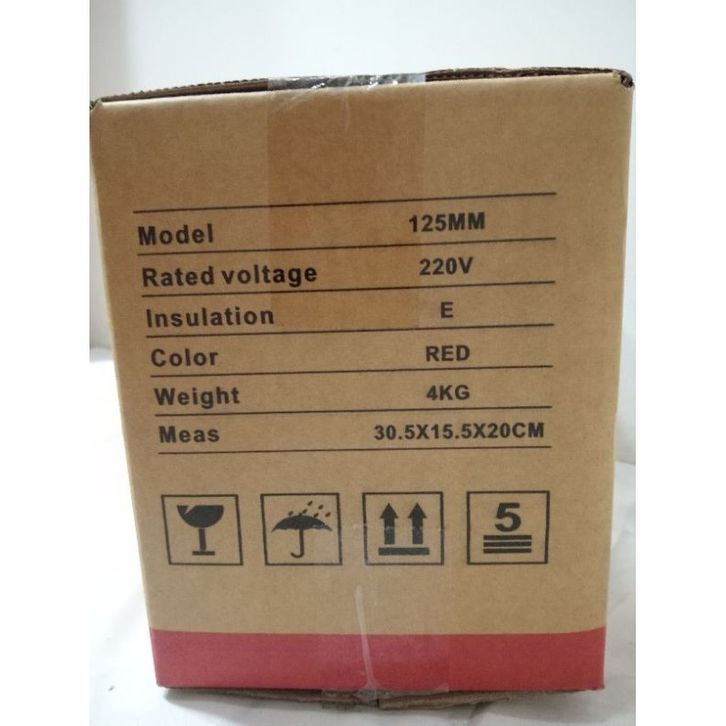 Model 125MM
Rated voltage 220V
Insulation E
Color RED
Weight 4KG
Meas 30.5X15.5X20CM
5